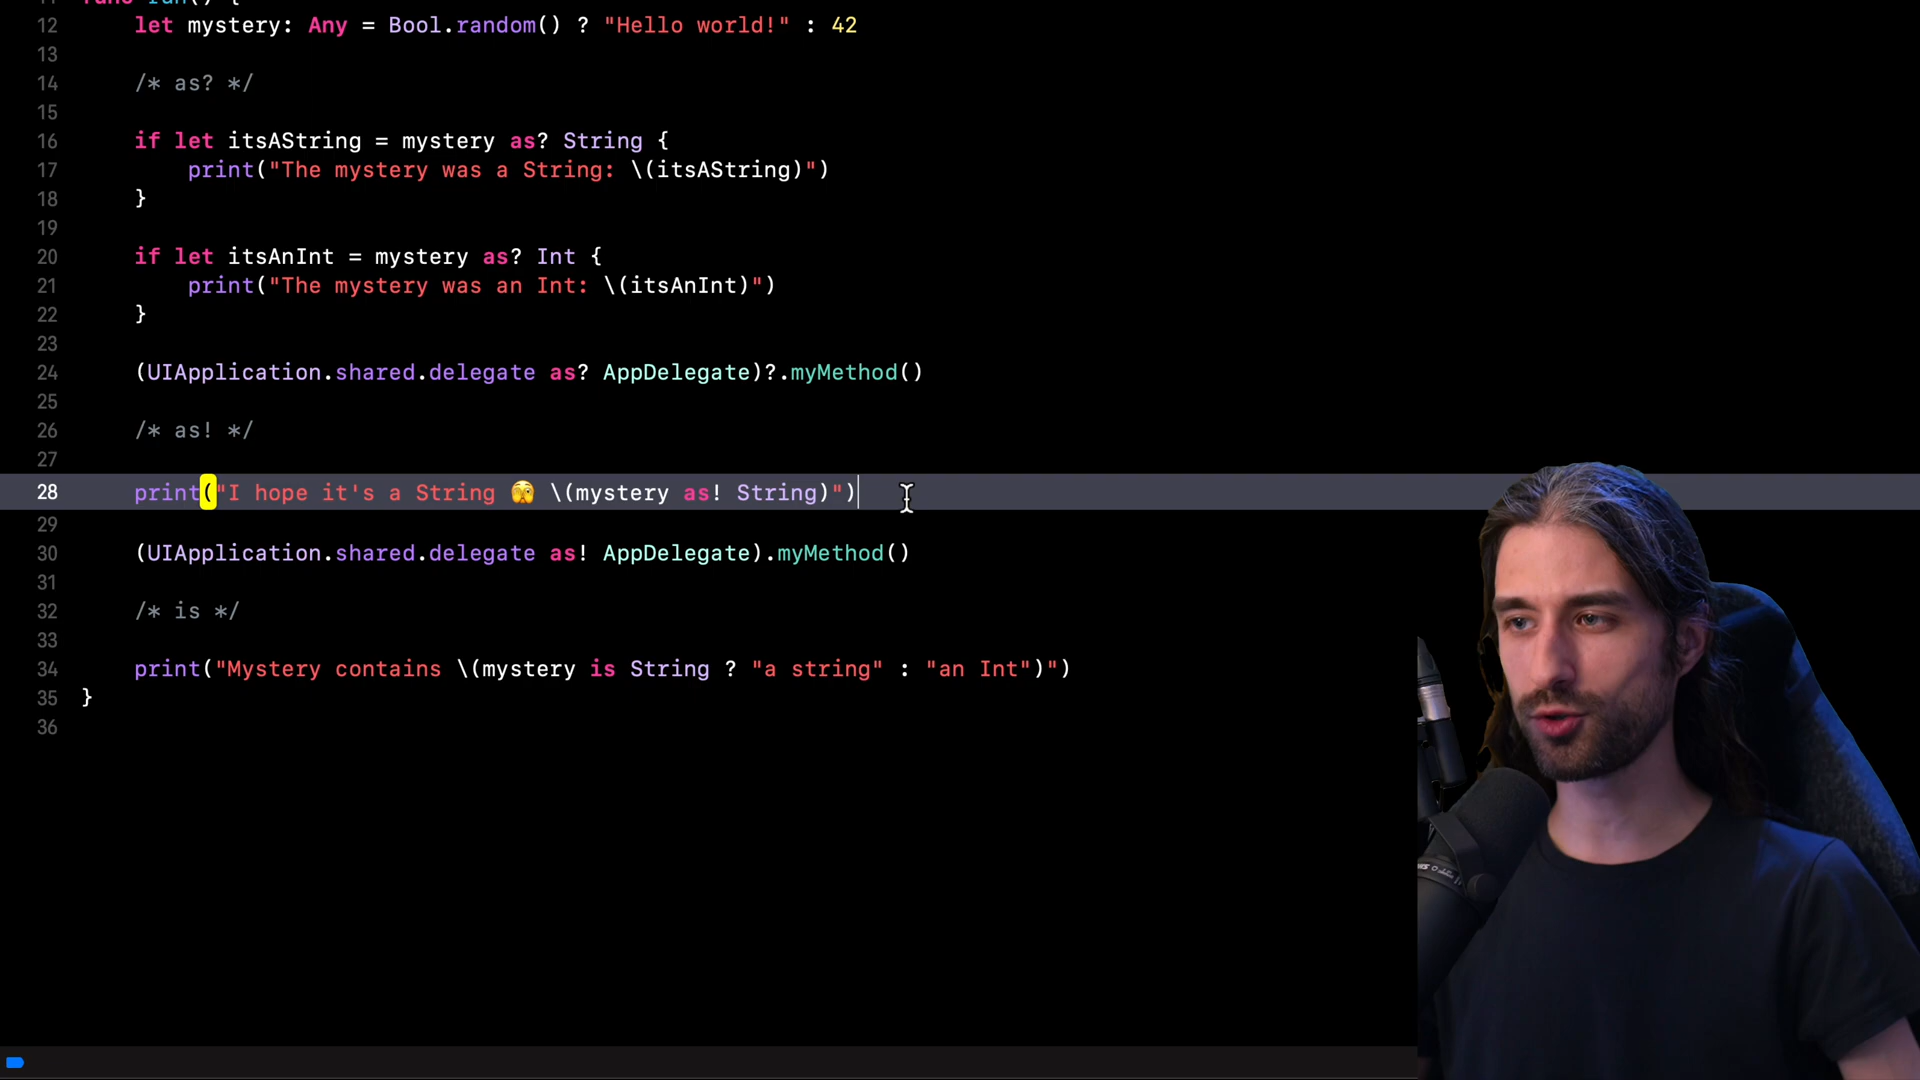 11 func run() {
12 let mystery: Any = Bool.random() ? "Hello world!" : 42
13
14 /* as? */
15
16 if let itsAString = mystery as? String {
17 print("The mystery was a String: \(itsAString)")
18 }
19
20 if let itsAnInt = mystery as? Int {
21 print("The mystery was an Int: \(itsAnInt)")
22 }
23
24 (UIApplication.shared.delegate as? AppDelegate)?.myMethod()
25
26 /* as! */
27
28 print("I hope it's a String 🫣 \(mystery as! String)")
29
30 (UIApplication.shared.delegate as! AppDelegate).myMethod()
31
32 /* is */
33
34 print("Mystery contains \(mystery is String ? "a string" : "an Int")")
35 }
36